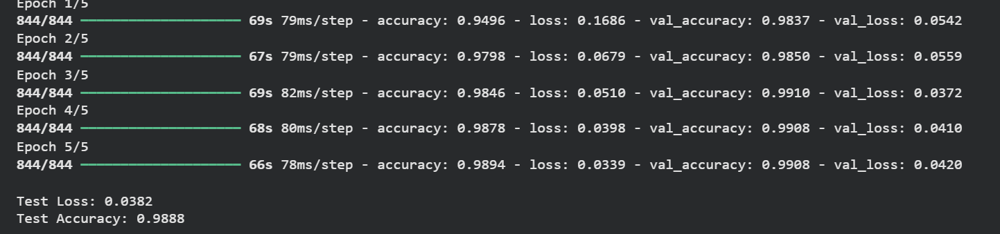 Epoch 1/5
844/844 ━━━━━━━━━━━━━━━━━━━━ 69s 79ms/step - accuracy: 0.9496 - loss: 0.1686 - val_accuracy: 0.9837 - val_loss: 0.0542
Epoch 2/5
844/844 ━━━━━━━━━━━━━━━━━━━━ 67s 79ms/step - accuracy: 0.9798 - loss: 0.0679 - val_accuracy: 0.9850 - val_loss: 0.0559
Epoch 3/5
844/844 ━━━━━━━━━━━━━━━━━━━━ 69s 82ms/step - accuracy: 0.9846 - loss: 0.0510 - val_accuracy: 0.9910 - val_loss: 0.0372
Epoch 4/5
844/844 ━━━━━━━━━━━━━━━━━━━━ 68s 80ms/step - accuracy: 0.9878 - loss: 0.0398 - val_accuracy: 0.9908 - val_loss: 0.0410
Epoch 5/5
844/844 ━━━━━━━━━━━━━━━━━━━━ 66s 78ms/step - accuracy: 0.9894 - loss: 0.0339 - val_accuracy: 0.9908 - val_loss: 0.0420
Test Loss: 0.0382
Test Accuracy: 0.9888